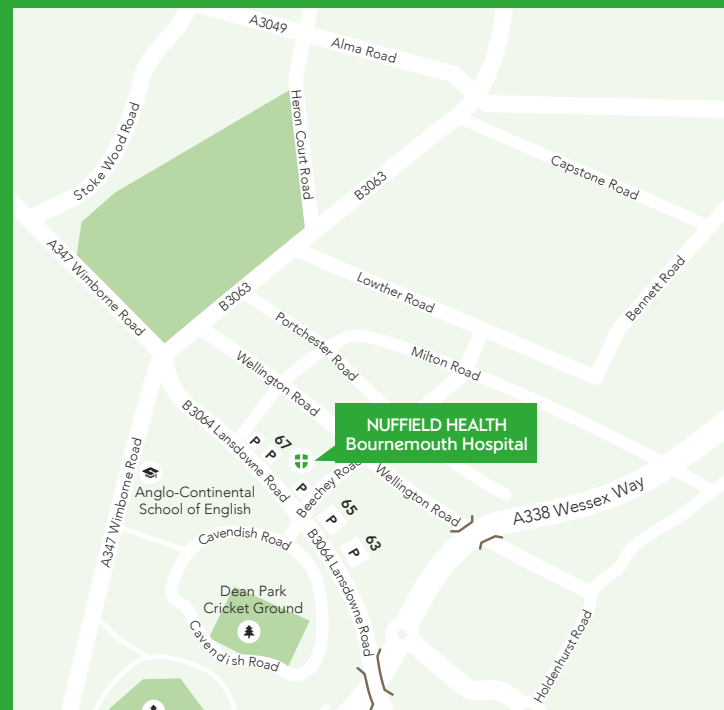 A3049
Alma Road
Heron Court Road
Stoke Wood Road
B3063
Capstone Road
A347 Wimborne Road
B3063
Lowther Road
Bennett Road
Portchester Road
Milton Road
Wellington Road
B3064 Lansdowne Road
NUFFIELD HEALTH
Bournemouth Hospital
67
P
P
P
Beechey Road
65
P
63
P
Wellington Road
A338 Wessex Way
A347 Wimborne Road
Anglo-Continental
School of English
Cavendish Road
B3064 Lansdowne Road
Dean Park
Cricket Ground
Cavendish Road
Holdenhurst Road